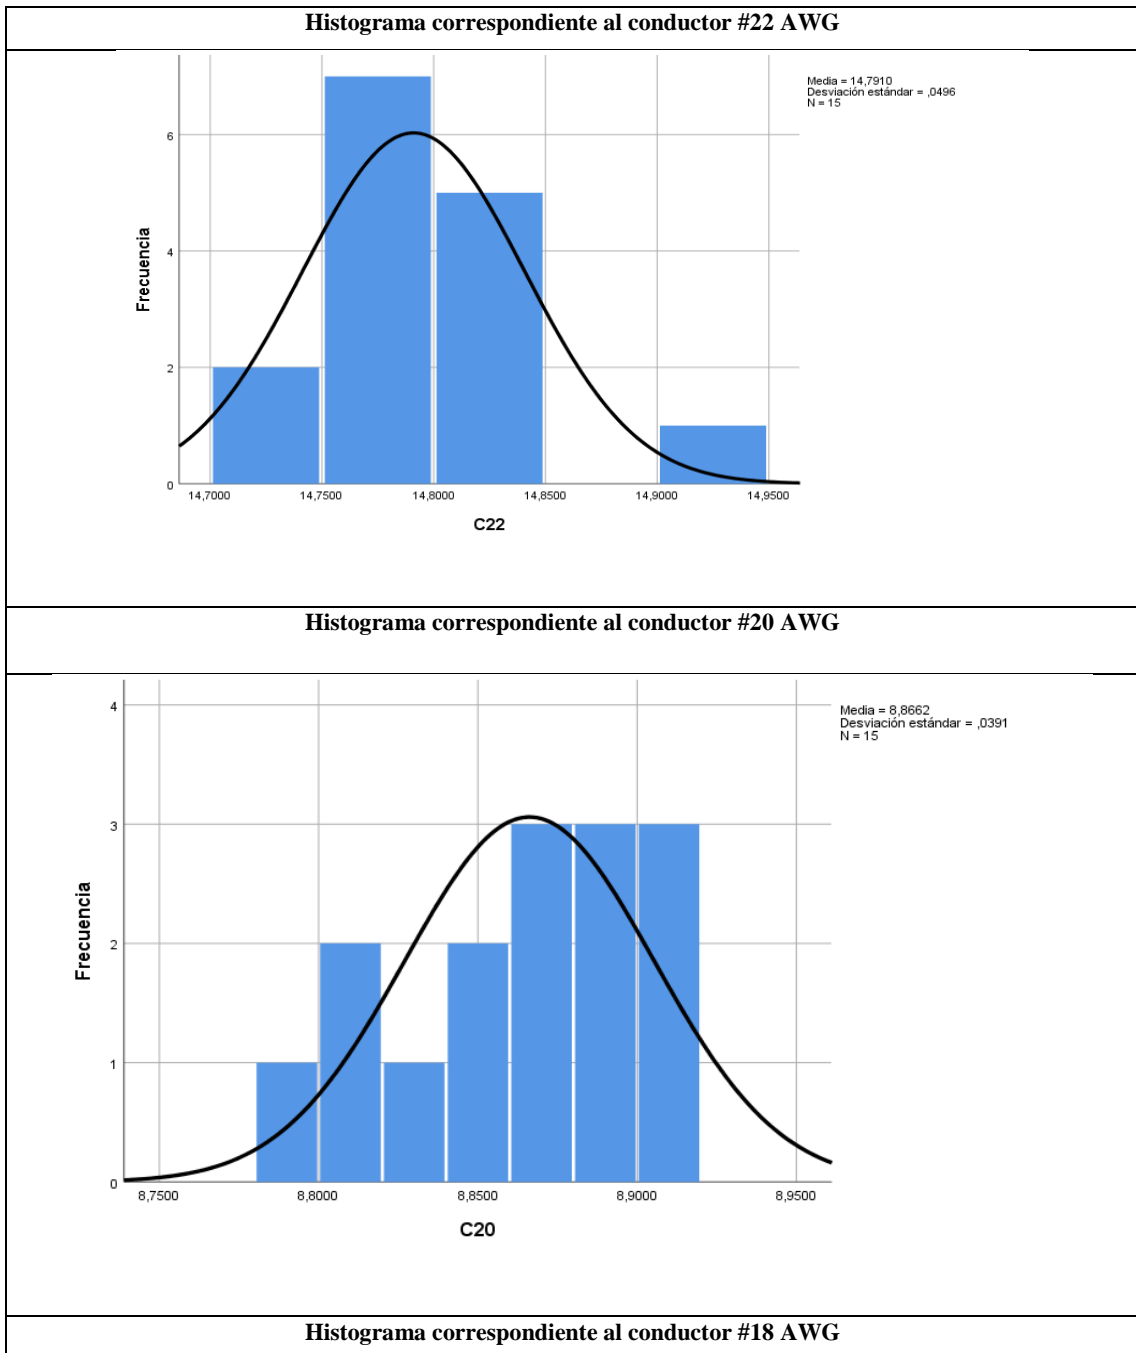 Histograma correspondiente al conductor #22 AWG
Media = 14,7910
Desviación estándar = ,0496
N = 15
6
4
2
0
Frecuencia
14,7000 14,7500 14,8000 14,8500 14,9000 14,9500
C22
Histograma correspondiente al conductor #20 AWG
Media = 8,8662
Desviación estándar = ,0391
N = 15
4
3
2
1
0
Frecuencia
8,7500 8,8000 8,8500 8,9000 8,9500
C20
Histograma correspondiente al conductor #18 AWG